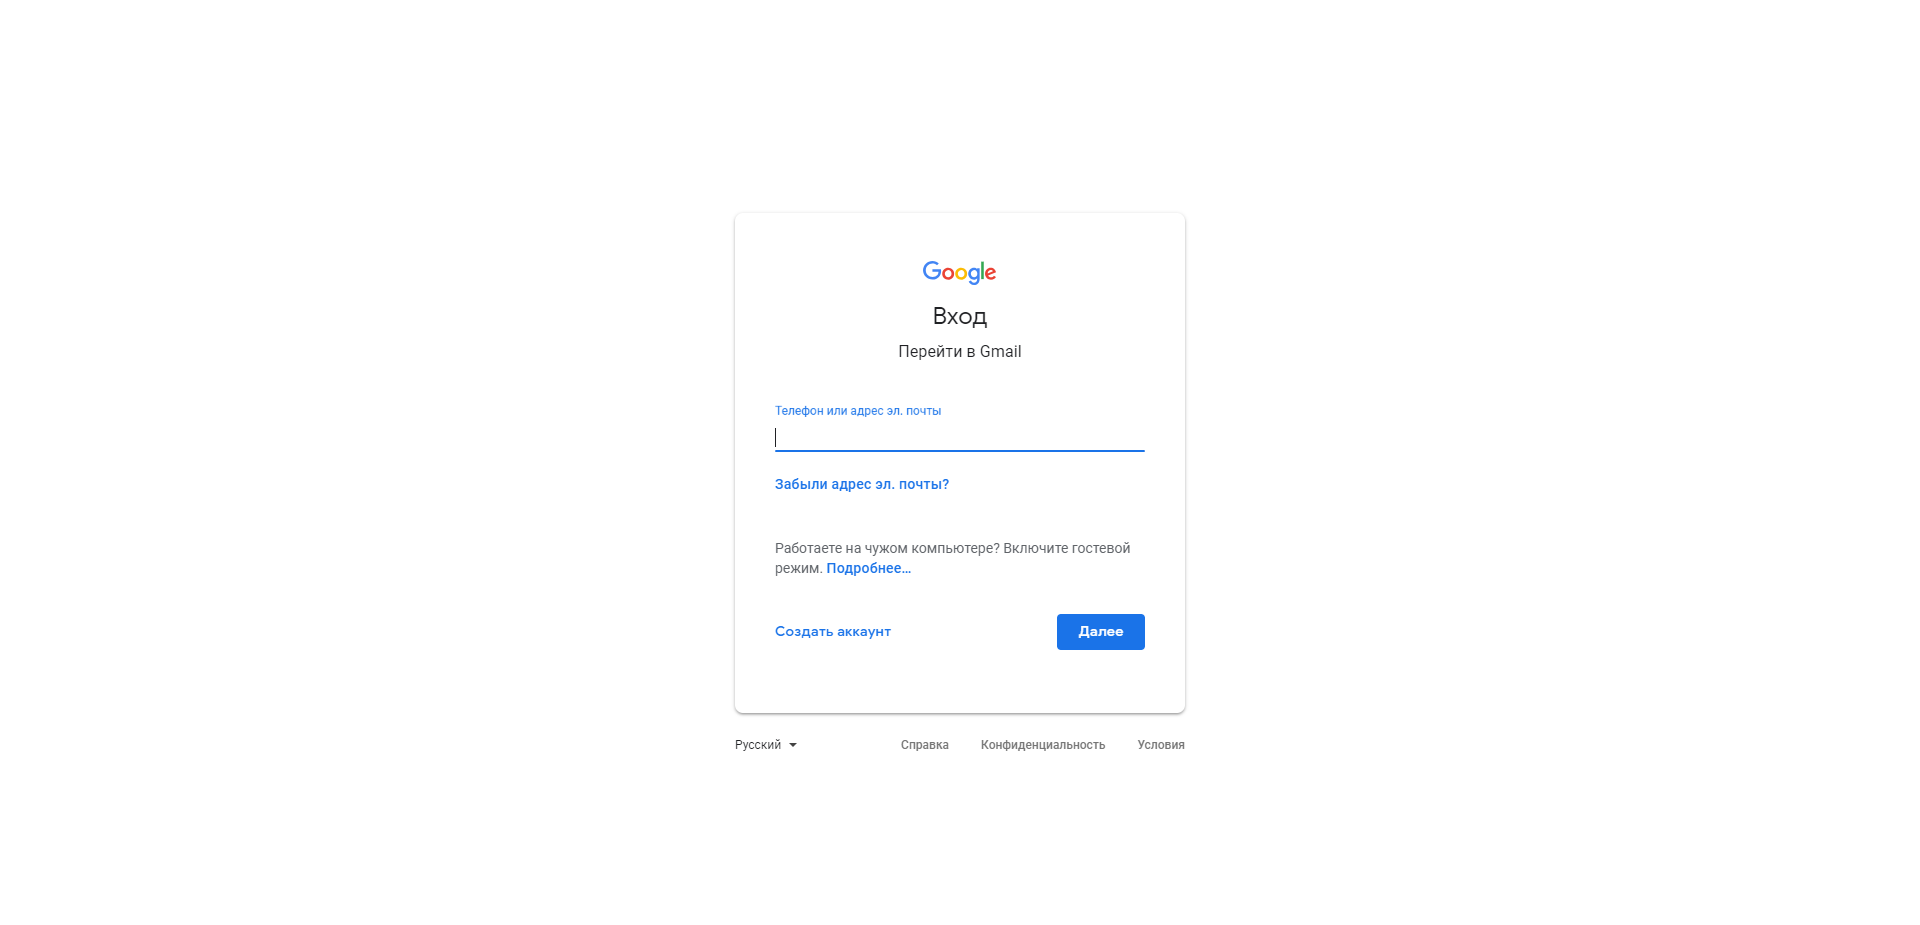 Google
Вход
Перейти в Gmail
Телефон или адрес эл. почты
Забыли адрес эл. почты?
Работаете на чужом компьютере? Включите гостевой
режим. Подробнее...
Создать аккаунт
Далее
Русский
Справка
Конфиденциальность
Условия